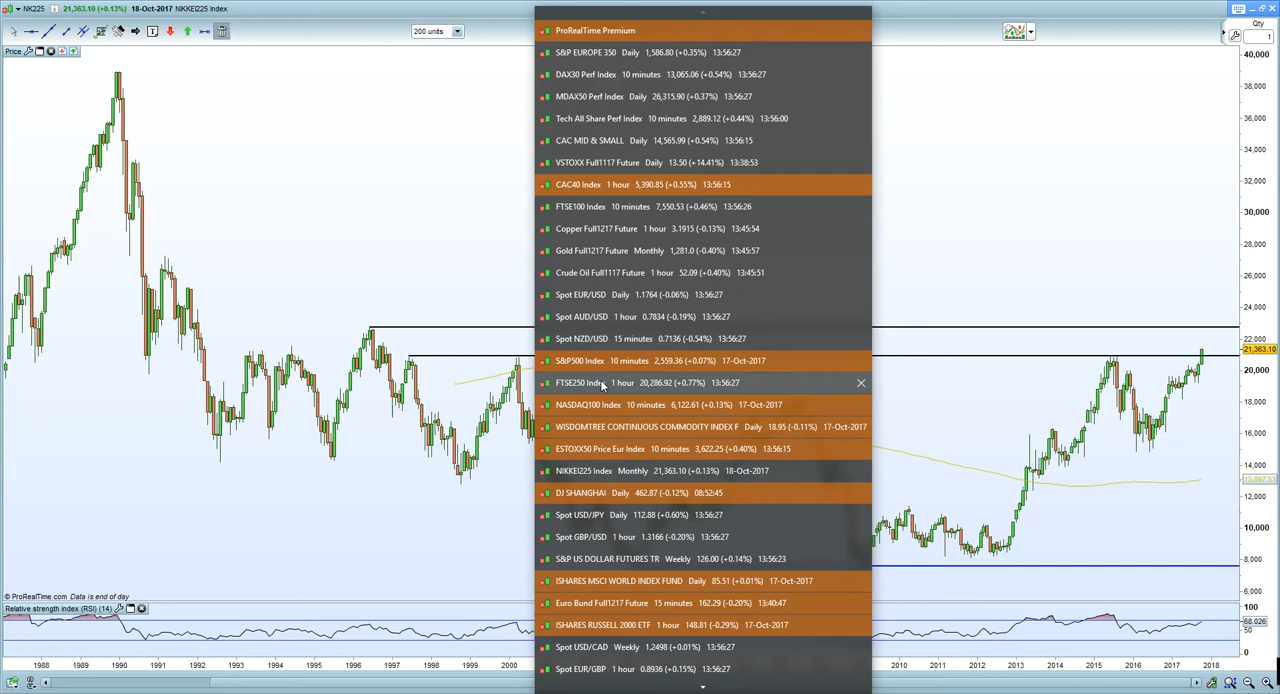 NK225 21,363.10 (+0.13%) 18-Oct-2017 NIKKEI225 Index
200 units
Qty
1
Price
ProRealTime Premium
S&P EUROPE 350 Daily 1,586.80 (+0.35%) 13:56:27
DAX30 Perf Index 10 minutes 13,065.06 (+0.54%) 13:56:27
MDAX50 Perf Index Daily 26,315.90 (+0.37%) 13:56:27
Tech All Share Perf Index 10 minutes 2,889.12 (+0.44%) 13:56:00
CAC MID & SMALL Daily 14,565.99 (+0.54%) 13:56:15
VSTOXX Full1117 Future Daily 13.50 (+14.41%) 13:38:53
CAC40 Index 1 hour 5,390.85 (+0.55%) 13:56:15
FTSE100 Index 10 minutes 7,550.53 (+0.46%) 13:56:26
Copper Full1217 Future 1 hour 3.1915 (-0.13%) 13:45:54
Gold Full1217 Future Monthly 1,281.0 (-0.40%) 13:45:57
Crude Oil Full1117 Future 1 hour 52.09 (+0.40%) 13:45:51
Spot EUR/USD Daily 1.1764 (-0.06%) 13:56:27
Spot AUD/USD 1 hour 0.7834 (-0.19%) 13:56:27
Spot NZD/USD 15 minutes 0.7136 (-0.54%) 13:56:27
S&P500 Index 10 minutes 2,559.36 (+0.07%) 17-Oct-2017
FTSE250 Index 1 hour 20,286.92 (+0.77%) 13:56:27
NASDAQ100 Index 10 minutes 6,122.61 (+0.13%) 17-Oct-2017
WISDOMTREE CONTINUOUS COMMODITY INDEX F Daily 18.95 (-0.11%) 17-Oct-2017
ESTOXX50 Price Eur Index 10 minutes 3,622.25 (+0.40%) 13:56:15
NIKKEI225 Index Monthly 21,363.10 (+0.13%) 18-Oct-2017
DJ SHANGHAI Daily 462.87 (-0.12%) 08:52:45
Spot USD/JPY Daily 112.88 (+0.60%) 13:56:27
Spot GBP/USD 1 hour 1.3166 (-0.20%) 13:56:27
S&P US DOLLAR FUTURES TR Weekly 126.00 (+0.14%) 13:56:23
ISHARES MSCI WORLD INDEX FUND Daily 85.51 (+0.01%) 17-Oct-2017
Euro Bund Full1217 Future 15 minutes 162.29 (-0.20%) 13:40:47
ISHARES RUSSELL 2000 ETF 1 hour 148.81 (-0.29%) 17-Oct-2017
Spot USD/CAD Weekly 1.2498 (+0.01%) 13:56:27
Spot EUR/GBP 1 hour 0.8936 (+0.15%) 13:56:27
40,000
38,000
36,000
34,000
32,000
30,000
28,000
26,000
24,000
22,000
21,363.10
20,000
18,000
16,000
14,000
13,097.53
12,000
10,000
8,000
6,000
© ProRealTime.com Data is end of day
Relative strength index (RSI) (14)
100
68.026
50
0
1988 1989 1990 1991 1992 1993 1994 1995 1996 1997 1998 1999 2000 2010 2011 2012 2013 2014 2015 2016 2017 2018